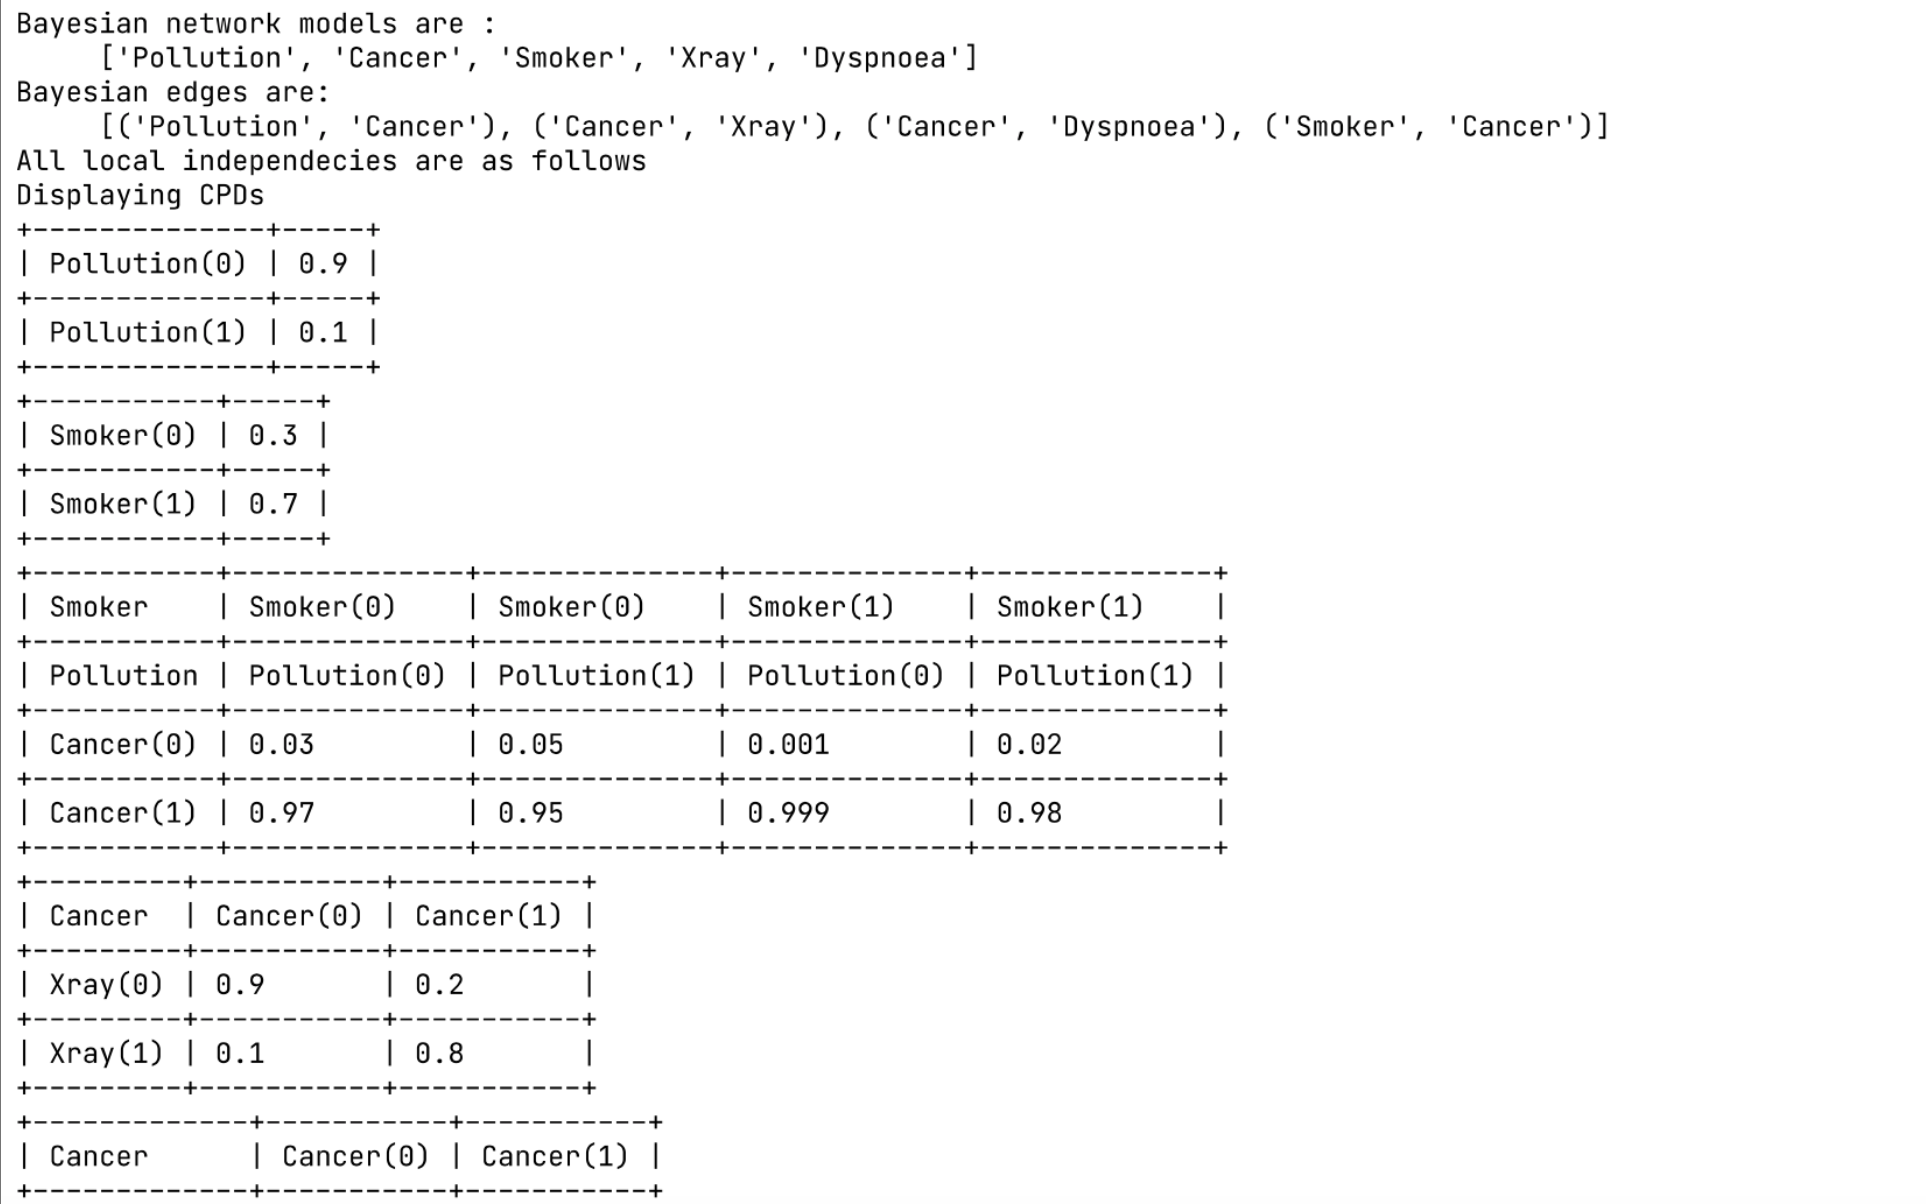 Bayesian network models are :
     ['Pollution', 'Cancer', 'Smoker', 'Xray', 'Dyspnoea']
Bayesian edges are:
     [('Pollution', 'Cancer'), ('Cancer', 'Xray'), ('Cancer', 'Dyspnoea'), ('Smoker', 'Cancer')]
All local independecies are as follows
Displaying CPDs
+--------------+-----+
| Pollution(0) | 0.9 |
+--------------+-----+
| Pollution(1) | 0.1 |
+--------------+-----+
+-----------+-----+
| Smoker(0) | 0.3 |
+-----------+-----+
| Smoker(1) | 0.7 |
+-----------+-----+
+-----------+--------------+--------------+--------------+--------------+
| Smoker    | Smoker(0)    | Smoker(0)    | Smoker(1)    | Smoker(1)    |
+-----------+--------------+--------------+--------------+--------------+
| Pollution | Pollution(0) | Pollution(1) | Pollution(0) | Pollution(1) |
+-----------+--------------+--------------+--------------+--------------+
| Cancer(0) | 0.03         | 0.05         | 0.001        | 0.02         |
+-----------+--------------+--------------+--------------+--------------+
| Cancer(1) | 0.97         | 0.95         | 0.999        | 0.98         |
+-----------+--------------+--------------+--------------+--------------+
+---------+-----------+-----------+
| Cancer  | Cancer(0) | Cancer(1) |
+---------+-----------+-----------+
| Xray(0) | 0.9       | 0.2       |
+---------+-----------+-----------+
| Xray(1) | 0.1       | 0.8       |
+---------+-----------+-----------+
+-------------+-----------+-----------+
| Cancer      | Cancer(0) | Cancer(1) |
+-------------+-----------+-----------+